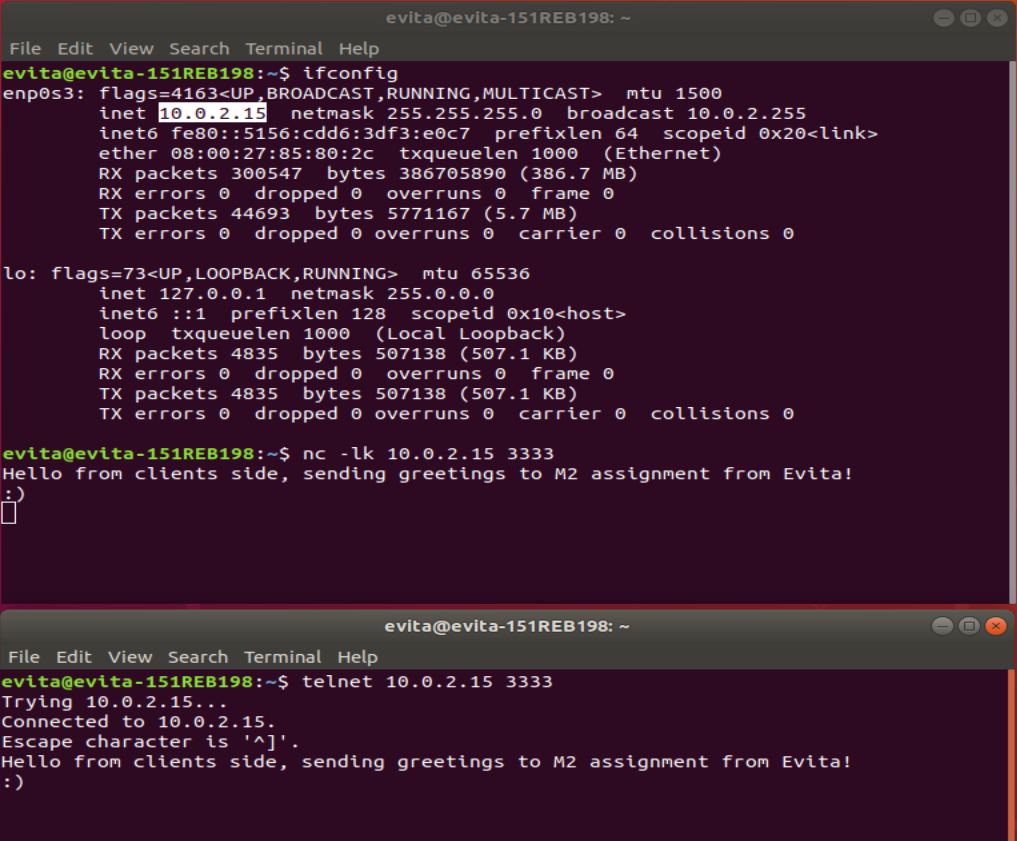 evita@evita-151REB198: ~
File Edit View Search Terminal Help
evita@evita-151REB198:~$ ifconfig
enp0s3: flags=4163<UP,BROADCAST,RUNNING,MULTICAST>  mtu 1500
        inet 10.0.2.15  netmask 255.255.255.0  broadcast 10.0.2.255
        inet6 fe80::5156:cdd6:3df3:e0c7  prefixlen 64  scopeid 0x20<link>
        ether 08:00:27:85:80:2c  txqueuelen 1000  (Ethernet)
        RX packets 300547  bytes 386705890 (386.7 MB)
        RX errors 0  dropped 0  overruns 0  frame 0
        TX packets 44693  bytes 5771167 (5.7 MB)
        TX errors 0  dropped 0 overruns 0  carrier 0  collisions 0
lo: flags=73<UP,LOOPBACK,RUNNING>  mtu 65536
        inet 127.0.0.1  netmask 255.0.0.0
        inet6 ::1  prefixlen 128  scopeid 0x10<host>
        loop  txqueuelen 1000  (Local Loopback)
        RX packets 4835  bytes 507138 (507.1 KB)
        RX errors 0  dropped 0  overruns 0  frame 0
        TX packets 4835  bytes 507138 (507.1 KB)
        TX errors 0  dropped 0 overruns 0  carrier 0  collisions 0
evita@evita-151REB198:~$ nc -lk 10.0.2.15 3333
Hello from clients side, sending greetings to M2 assignment from Evita!
:)
evita@evita-151REB198: ~
File Edit View Search Terminal Help
evita@evita-151REB198:~$ telnet 10.0.2.15 3333
Trying 10.0.2.15...
Connected to 10.0.2.15.
Escape character is '^]'.
Hello from clients side, sending greetings to M2 assignment from Evita!
:)